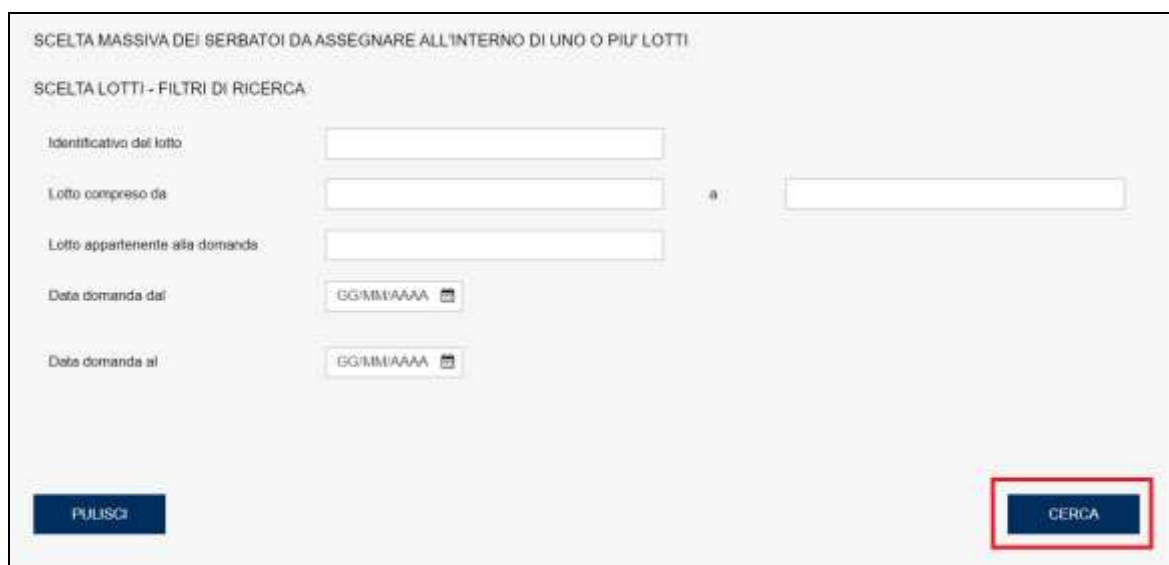 SCELTA MASSIVA DEI SERBATOI DA ASSEGNARE ALL'INTERNO DI UNO O PIU' LOTTI
SCELTA LOTTI - FILTRI DI RICERCA
Identificativo del lotto
Lotto compreso da a
Lotto appartenente alla domanda
Data domanda dal GG/MM/AAAA
Data domanda al GG/MM/AAAA
PULISCI CERCA